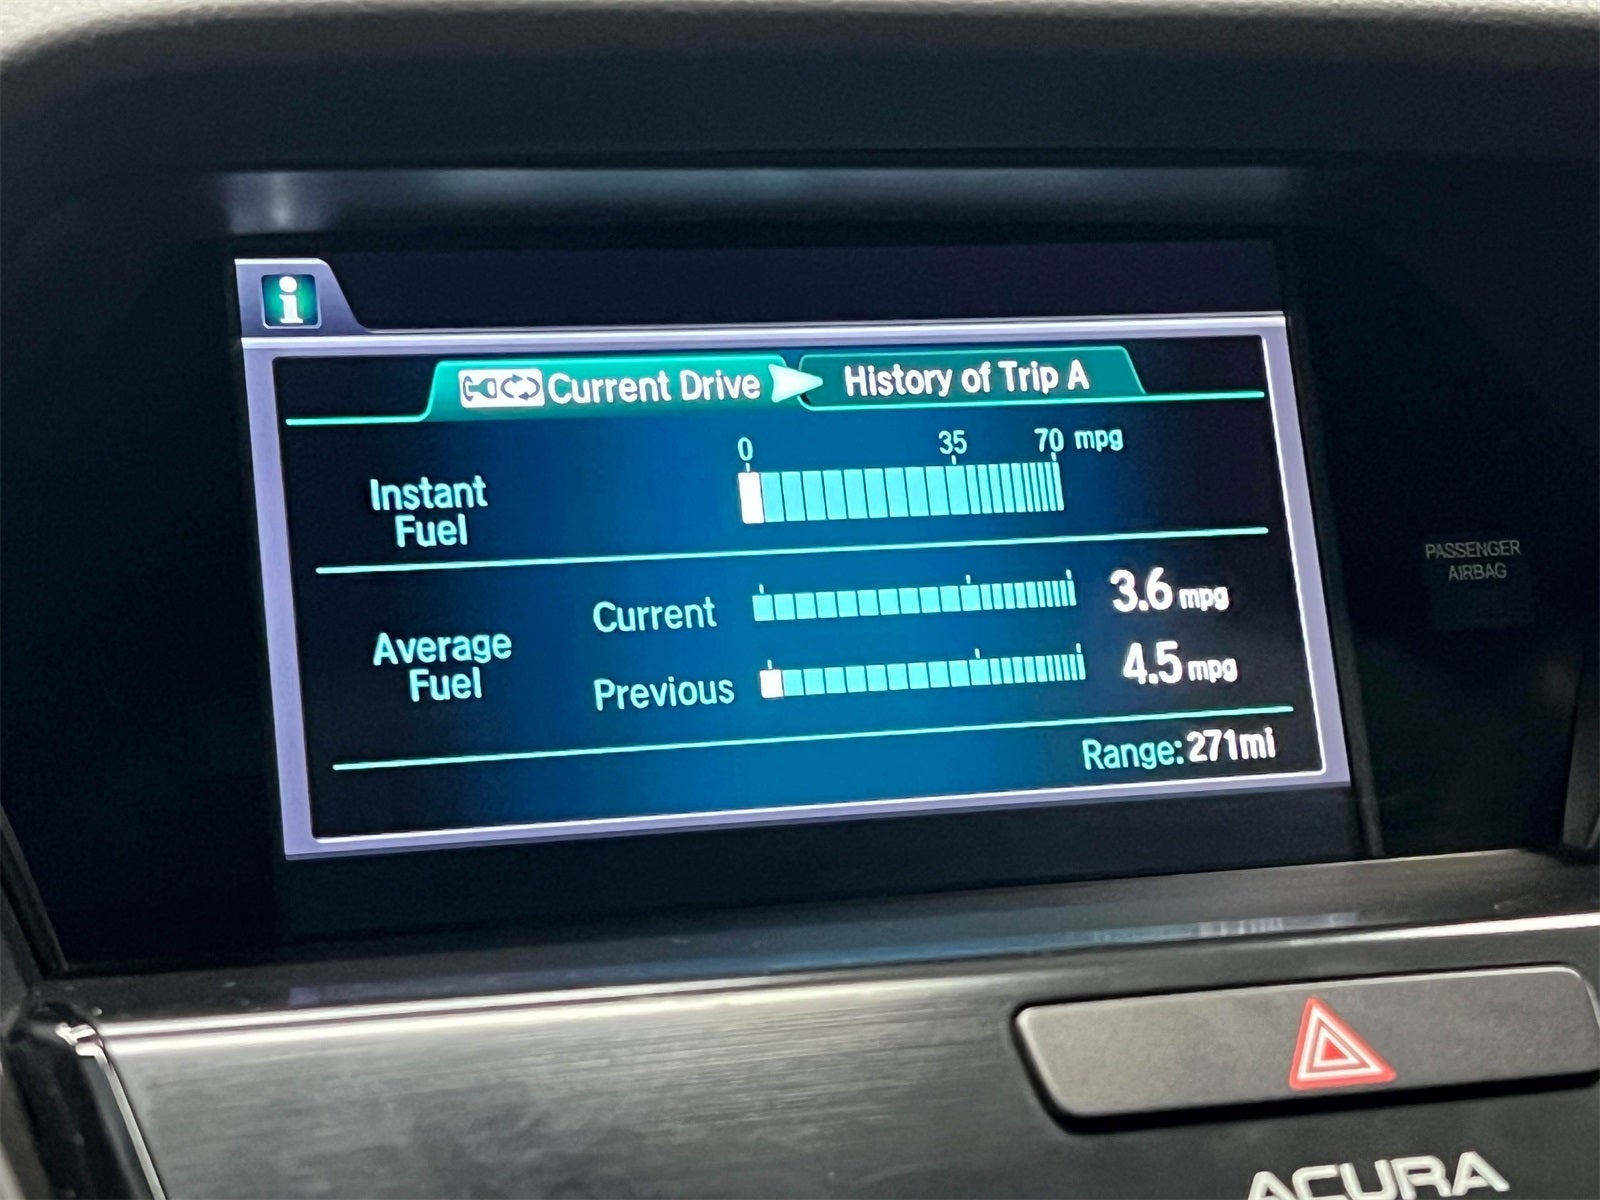 i
Current Drive History of Trip A
0 35 70 mpg
Instant
Fuel
Average
Fuel
Current 3.6 mpg
Previous 4.5 mpg
Range: 271mi
PASSENGER
AIRBAG
ACURA